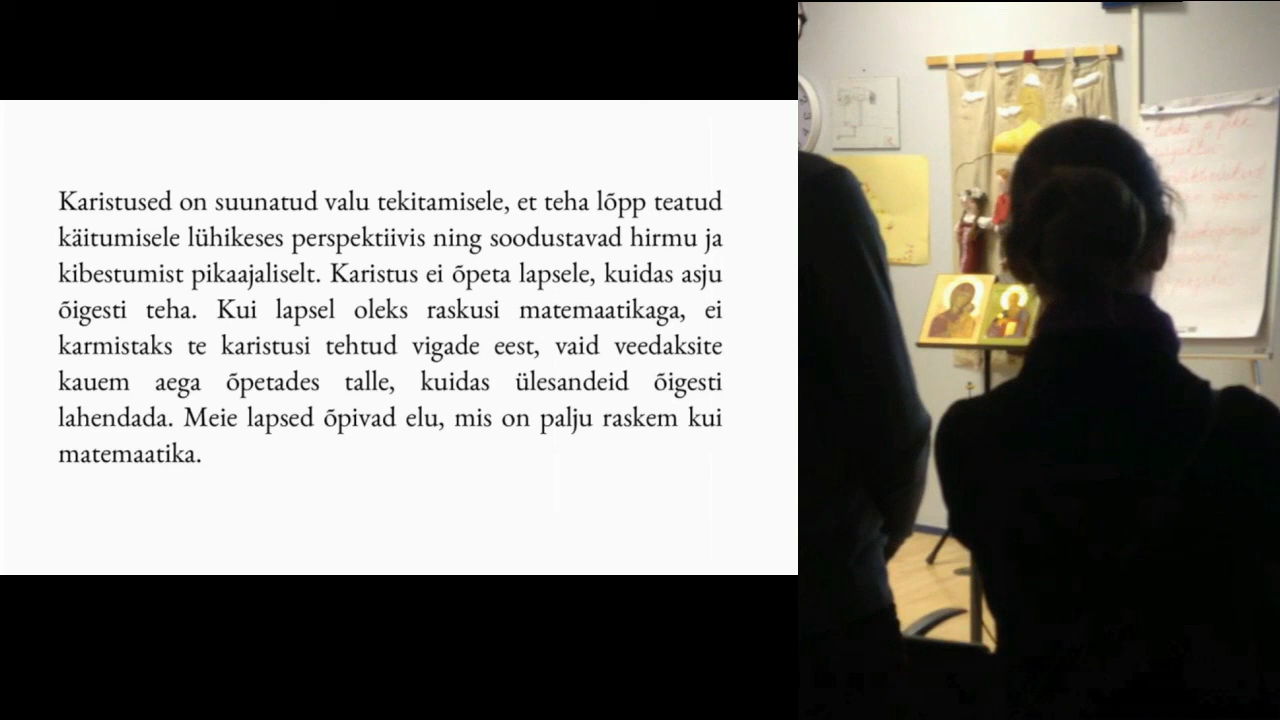 Karistused on suunatud valu tekitamisele, et teha lõpp teatud
käitumisele lühikeses perspektiivis ning soodustavad hirmu ja
kibestumist pikaajaliselt. Karistus ei õpeta lapsele, kuidas asju
õigesti teha. Kui lapsel oleks raskusi matemaatikaga, ei
karmistaks te karistusi tehtud vigade eest, vaid veedaksite
kauem aega õpetades talle, kuidas ülesandeid õigesti
lahendada. Meie lapsed õpivad elu, mis on palju raskem kui
matemaatika.